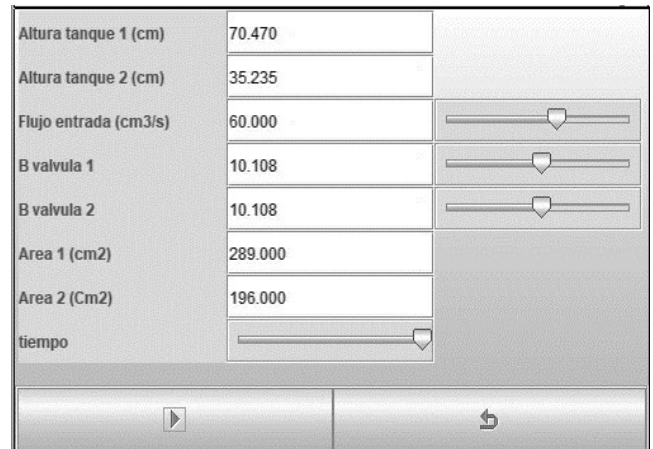 Altura tanque 1 (cm) 70.470
Altura tanque 2 (cm) 35.235
Flujo entrada (cm3/s) 60.000
B valvula 1 10.108
B valvula 2 10.108
Area 1 (cm2) 289.000
Area 2 (Cm2) 196.000
tiempo